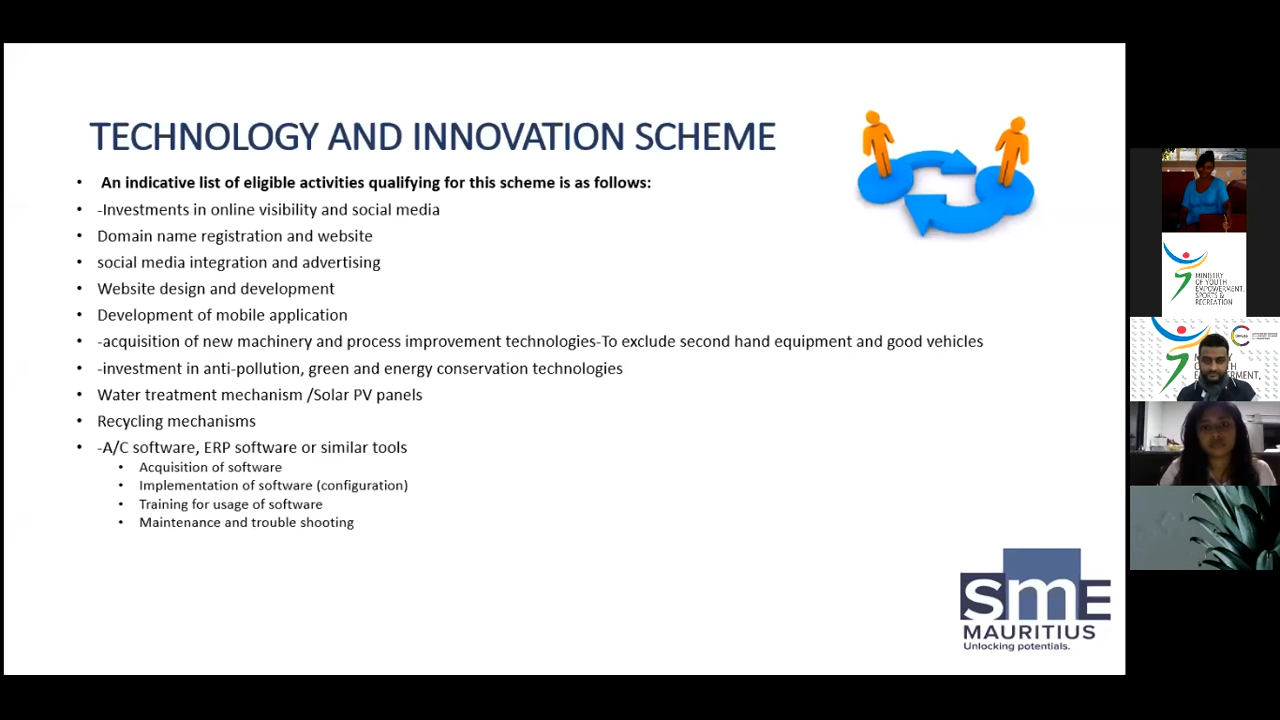 TECHNOLOGY AND INNOVATION SCHEME
An indicative list of eligible activities qualifying for this scheme is as follows:
-Investments in online visibility and social media
Domain name registration and website
social media integration and advertising
Website design and development
Development of mobile application
-acquisition of new machinery and process improvement technologies-To exclude second hand equipment and good vehicles
-investment in anti-pollution, green and energy conservation technologies
Water treatment mechanism /Solar PV panels
Recycling mechanisms
-A/C software, ERP software or similar tools
Acquisition of software
Implementation of software (configuration)
Training for usage of software
Maintenance and trouble shooting
SmE
MAURITIUS
Unlocking potentials.
MINISTRY
OF YOUTH
EMPOWERMENT,
SPORTS &
RECREATION